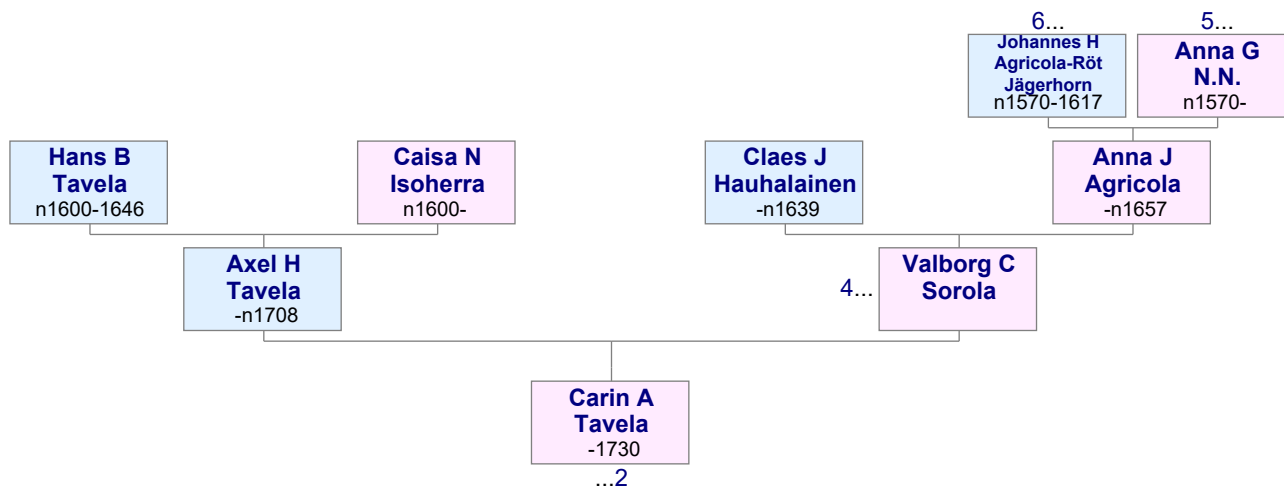 6...
5...
Johannes H
Agricola-Röt
Jägerhorn
n1570-1617
Anna G
N.N.
n1570-
Hans B
Tavela
n1600-1646
Caisa N
Isoherra
n1600-
Claes J
Hauhalainen
-n1639
Anna J
Agricola
-n1657
Axel H
Tavela
-n1708
4...
Valborg C
Sorola
Carin A
Tavela
-1730
...2